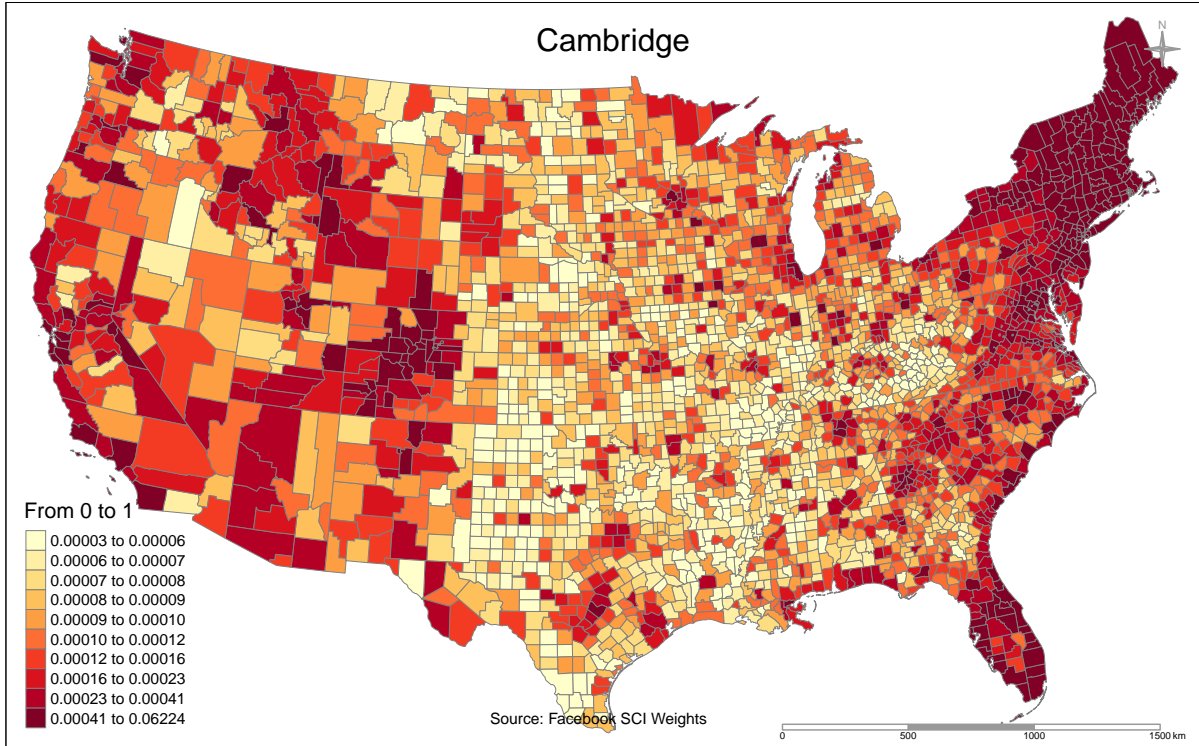 Cambridge
N
From 0 to 1
0.00003 to 0.00006
0.00006 to 0.00007
0.00007 to 0.00008
0.00008 to 0.00009
0.00009 to 0.00010
0.00010 to 0.00012
0.00012 to 0.00016
0.00016 to 0.00023
0.00023 to 0.00041
0.00041 to 0.06224
Source: Facebook SCI Weights
0 500 1000 1500 km